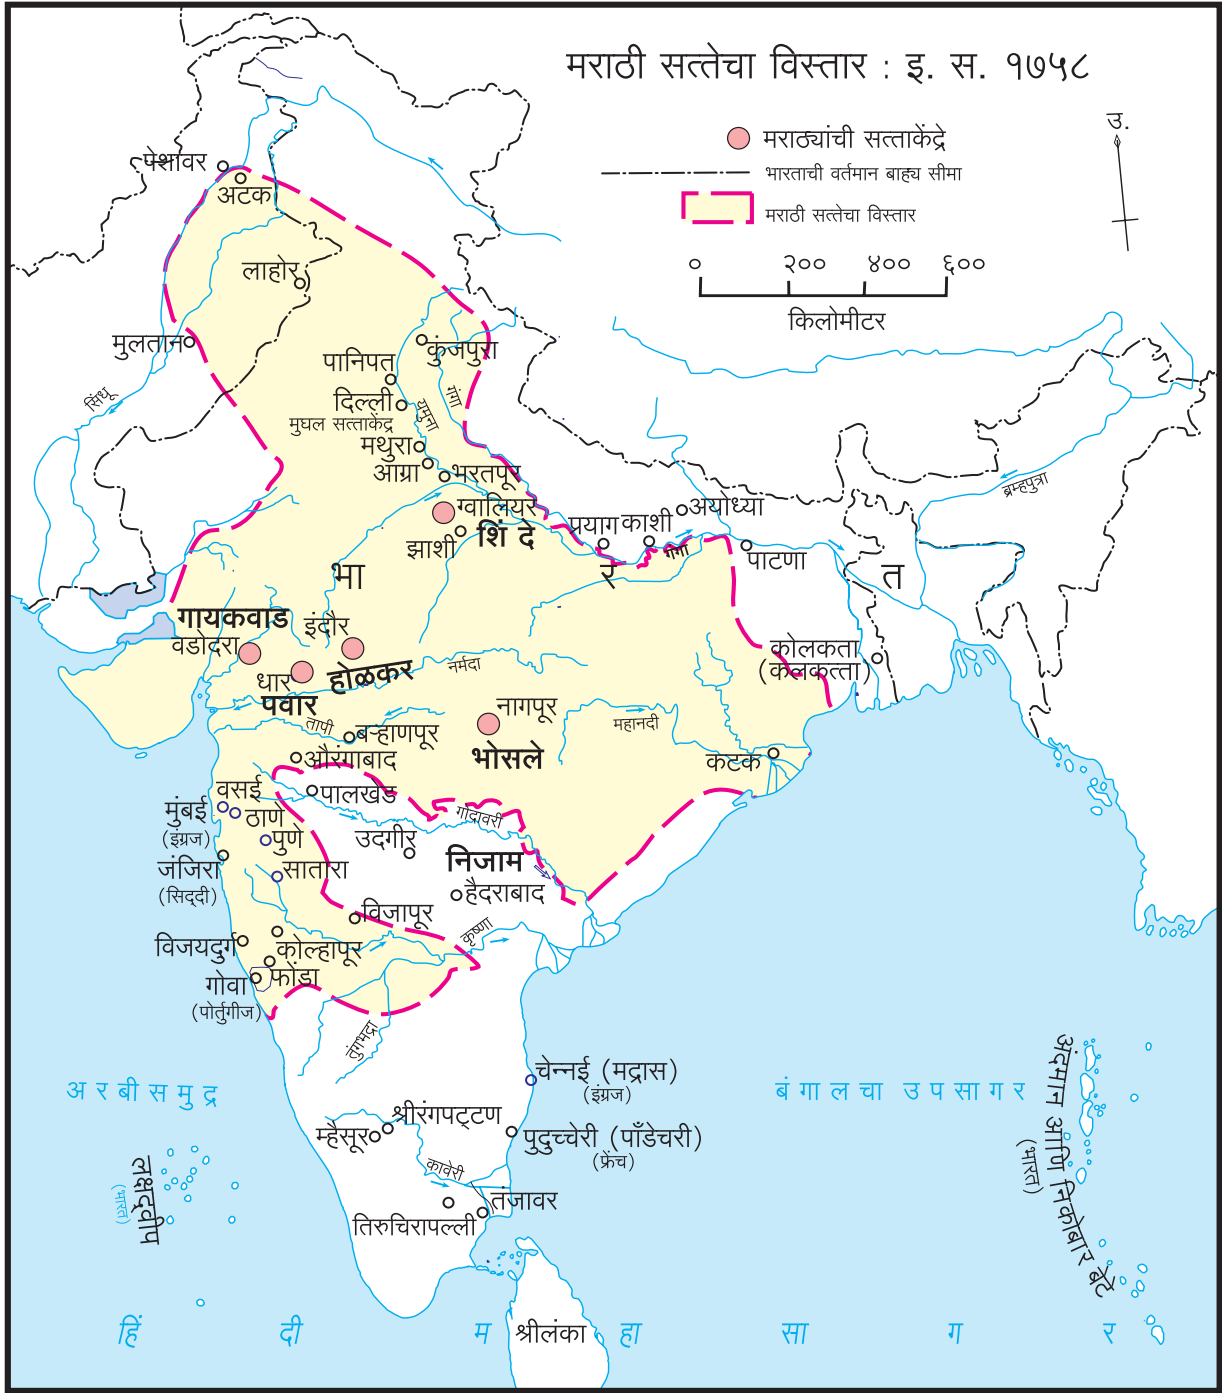 मराठी सत्तेचा विस्तार : इ. स. १७५८
उ.
मराठ्यांची सत्ताकेंद्रे
भारताची वर्तमान बाह्य सीमा
मराठी सत्तेचा विस्तार
० २०० ४०० ६००
किलोमीटर
पेशावर
अटक
लाहोर
मुलतान
सिंधू
कुंजपुरा
पानिपत
दिल्ली
मुघल सत्ताकेंद्र
यमुना
गंगा
मथुरा
आग्रा
भरतपूर
ग्वालियर
शिं दे
झाशी
प्रयाग
काशी
अयोध्या
गंगा
पाटणा
ब्रम्हपुत्रा
भा
र
त
गायकवाड
वडोदरा
इंदौर
होळकर
धार
पवार
नर्मदा
तापी
नागपूर
भोसले
महानदी
कोलकता
(कलकत्ता)
कटक
बऱ्हाणपूर
औरंगाबाद
पालखेड
वसई
मुंबई
(इंग्रज)
ठाणे
पुणे
गोदावरी
उदगीर
निजाम
जंजिरा
(सिद्दी)
सातारा
हैदराबाद
विजापूर
कृष्णा
विजयदुर्ग
कोल्हापूर
गोवा
फोंडा
(पोर्तुगीज)
तुंगभद्रा
चेन्नई (मद्रास)
(इंग्रज)
अरबी समुद्र
बंगालचा उपसागर
अंदमान आणि निकोबार बेटे
(भारत)
श्रीरंगपट्टण
म्हैसूर
पुदुच्चेरी (पाँडेचरी)
(फ्रेंच)
कावेरी
लक्षद्वीप
(भारत)
तंजावर
तिरुचिरापल्ली
श्रीलंका
हिं दी म हा सा ग र